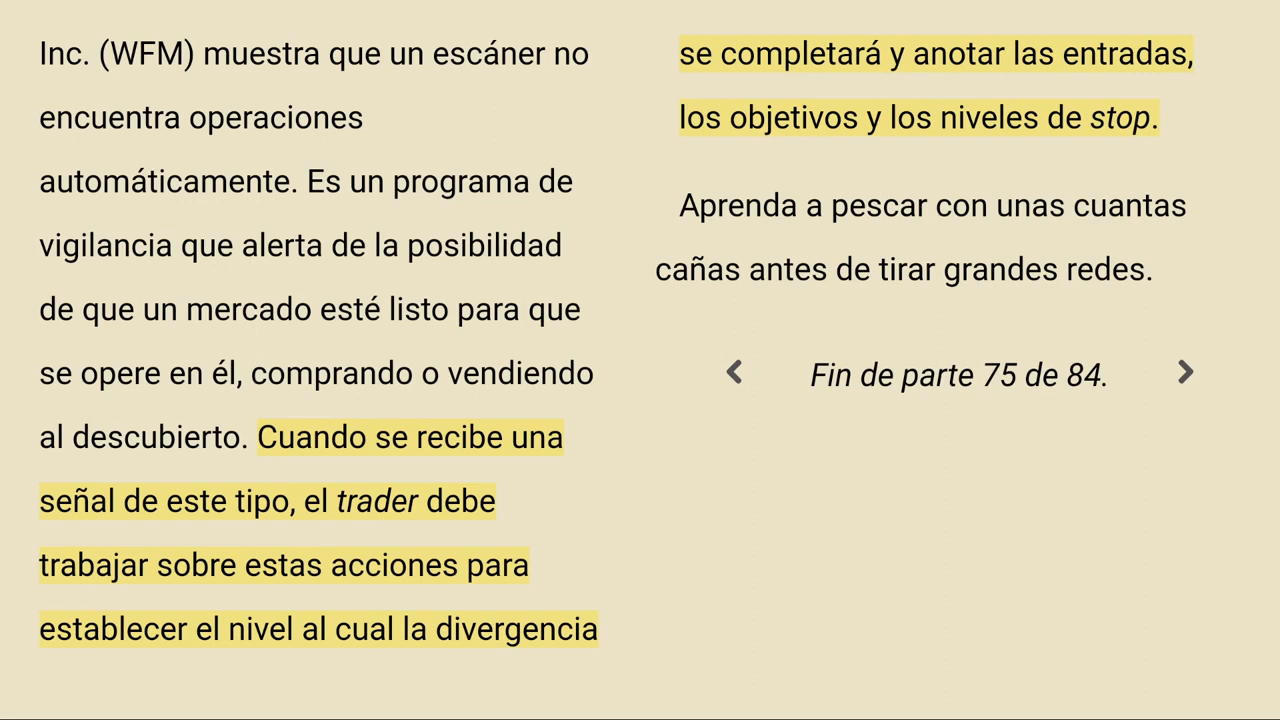 Inc. (WFM) muestra que un escáner no
encuentra operaciones
automáticamente. Es un programa de
vigilancia que alerta de la posibilidad
de que un mercado esté listo para que
se opere en él, comprando o vendiendo
al descubierto. Cuando se recibe una
señal de este tipo, el trader debe
trabajar sobre estas acciones para
establecer el nivel al cual la divergencia
se completará y anotar las entradas,
los objetivos y los niveles de stop.
Aprenda a pescar con unas cuantas
cañas antes de tirar grandes redes.
Fin de parte 75 de 84.